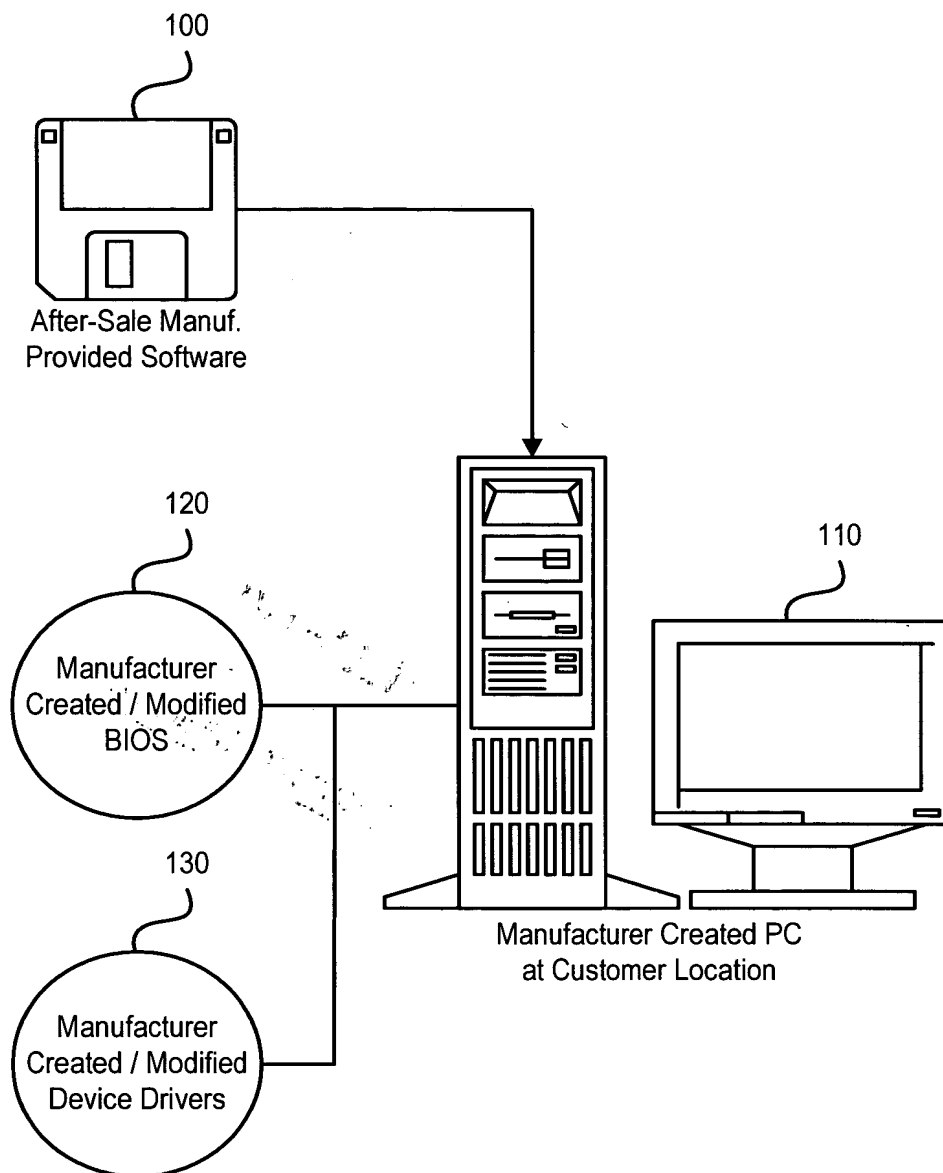 100
After-Sale Manuf.
Provided Software
120
110
Manufacturer
Created / Modified
BIOS
Manufacturer Created PC
at Customer Location
130
Manufacturer
Created / Modified
Device Drivers